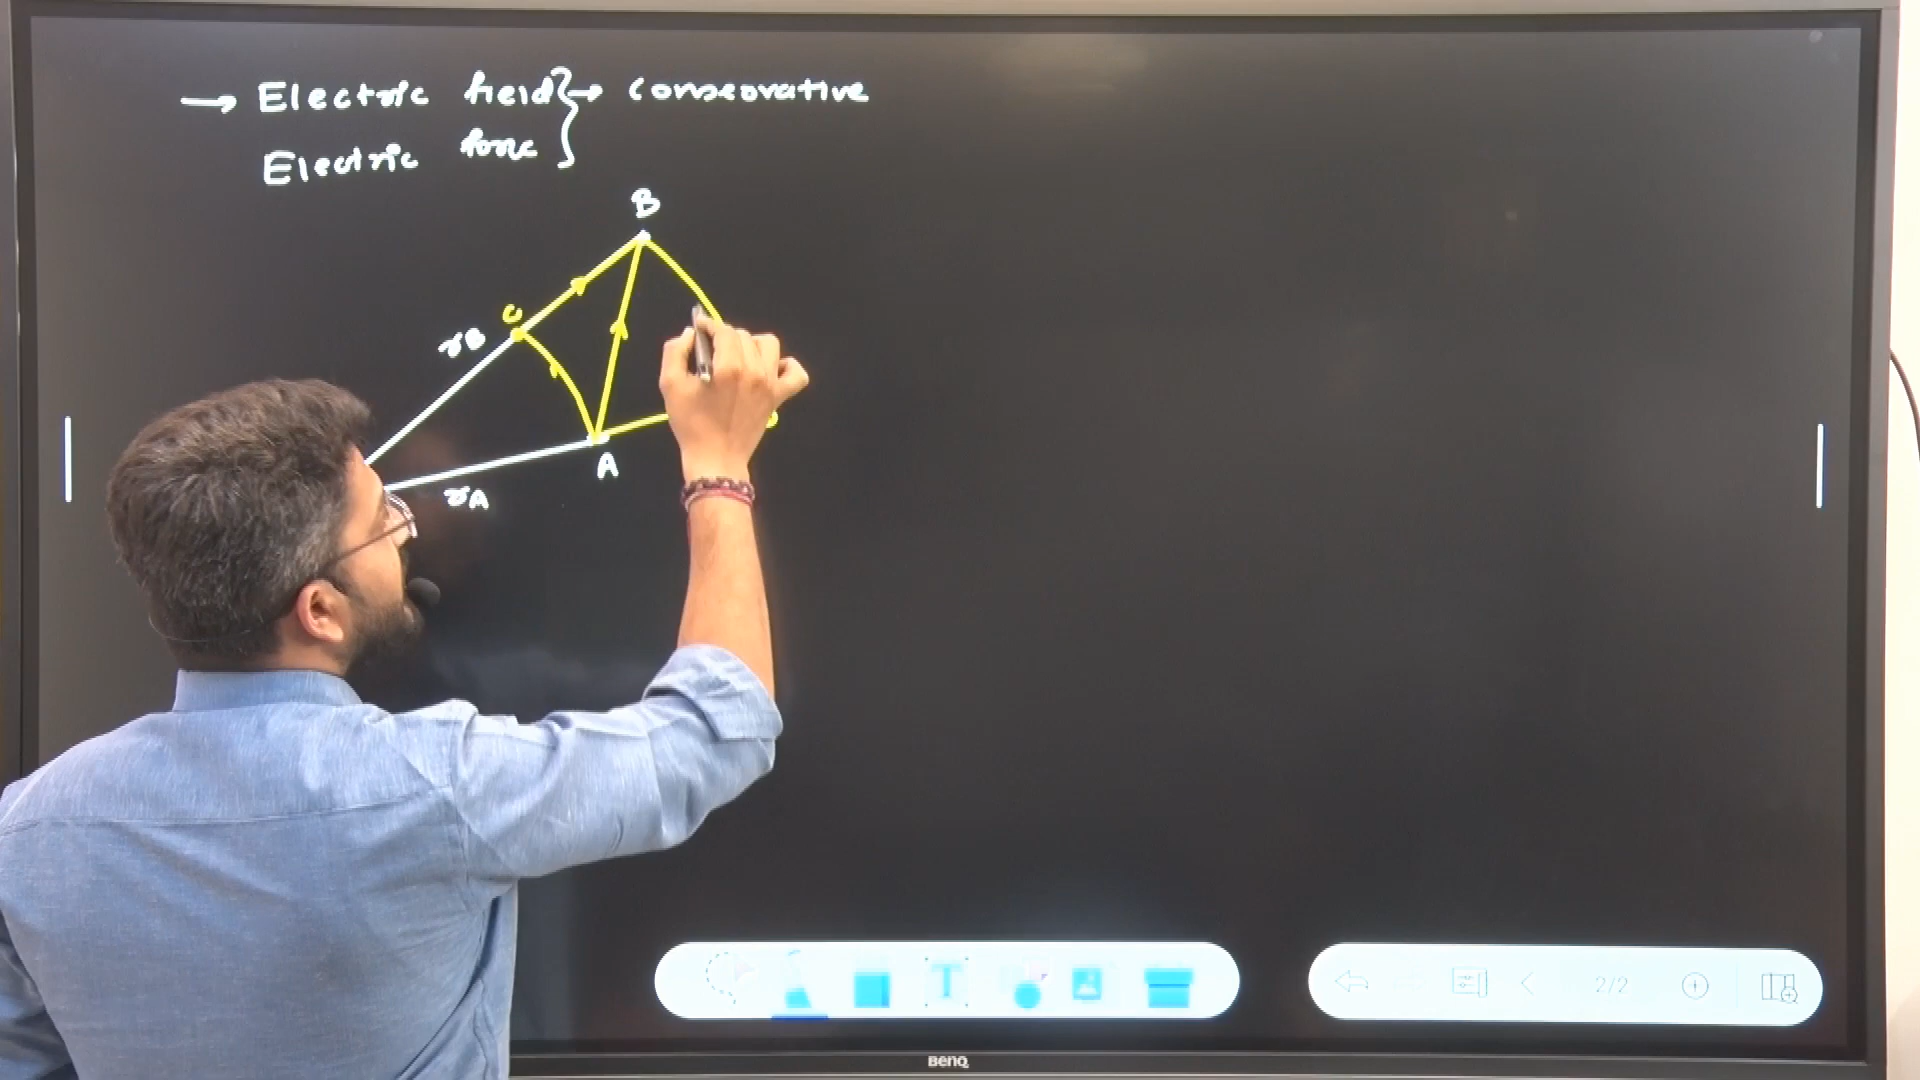 → Electric field } → Conservative
Electric force
B
C
rB
A
rA
T
2/2
BenQ